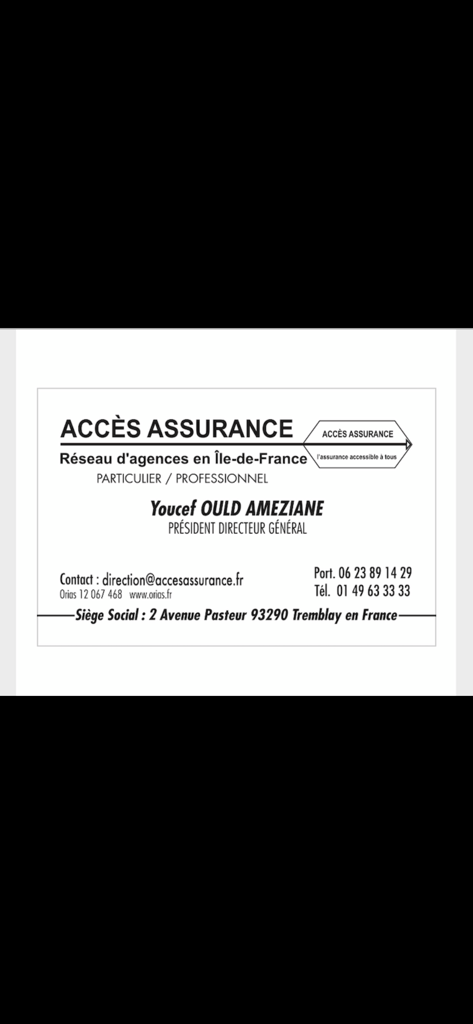 ACCÈS ASSURANCE
ACCÈS ASSURANCE
l'assurance accessible à tous
Réseau d'agences en Île-de-France
PARTICULIER / PROFESSIONNEL
Youcef OULD AMEZIANE
PRÉSIDENT DIRECTEUR GÉNÉRAL
Contact : direction@accesassurance.fr
Orias 12 067 468 www.orias.fr
Port. 06 23 89 14 29
Tél. 01 49 63 33 33
Siège Social : 2 Avenue Pasteur 93290 Tremblay en France